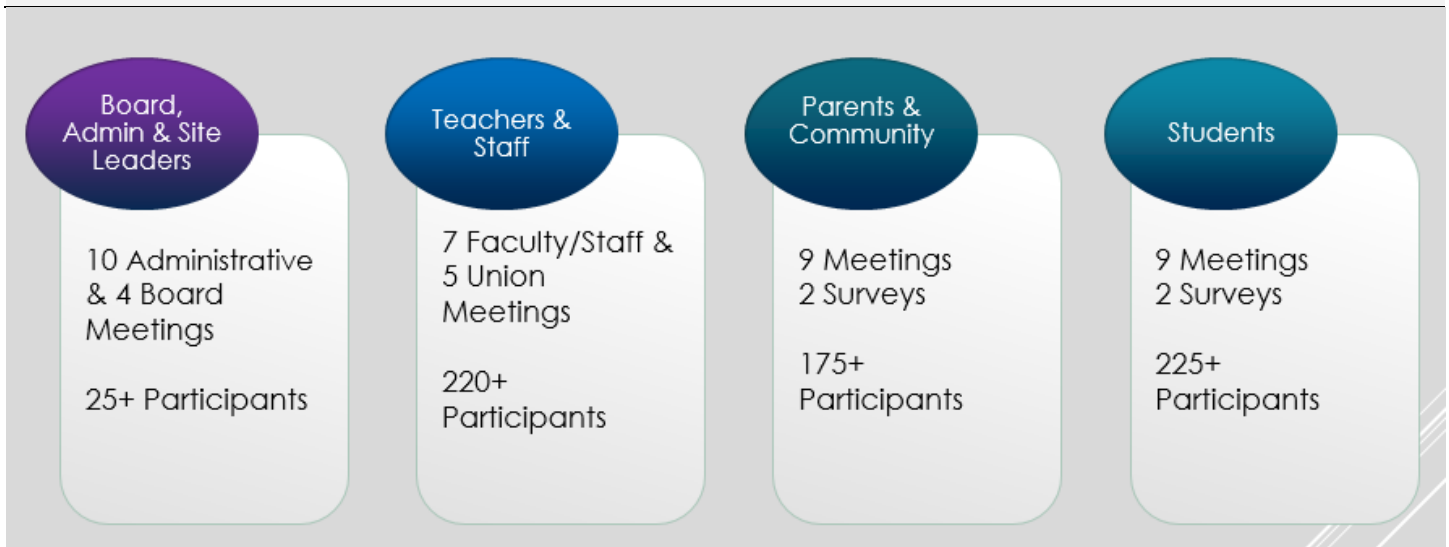 Board,
Admin & Site
Leaders
10 Administrative
& 4 Board
Meetings
25+ Participants
Teachers &
Staff
7 Faculty/Staff &
5 Union
Meetings
220+
Participants
Parents &
Community
9 Meetings
2 Surveys
175+
Participants
Students
9 Meetings
2 Surveys
225+
Participants